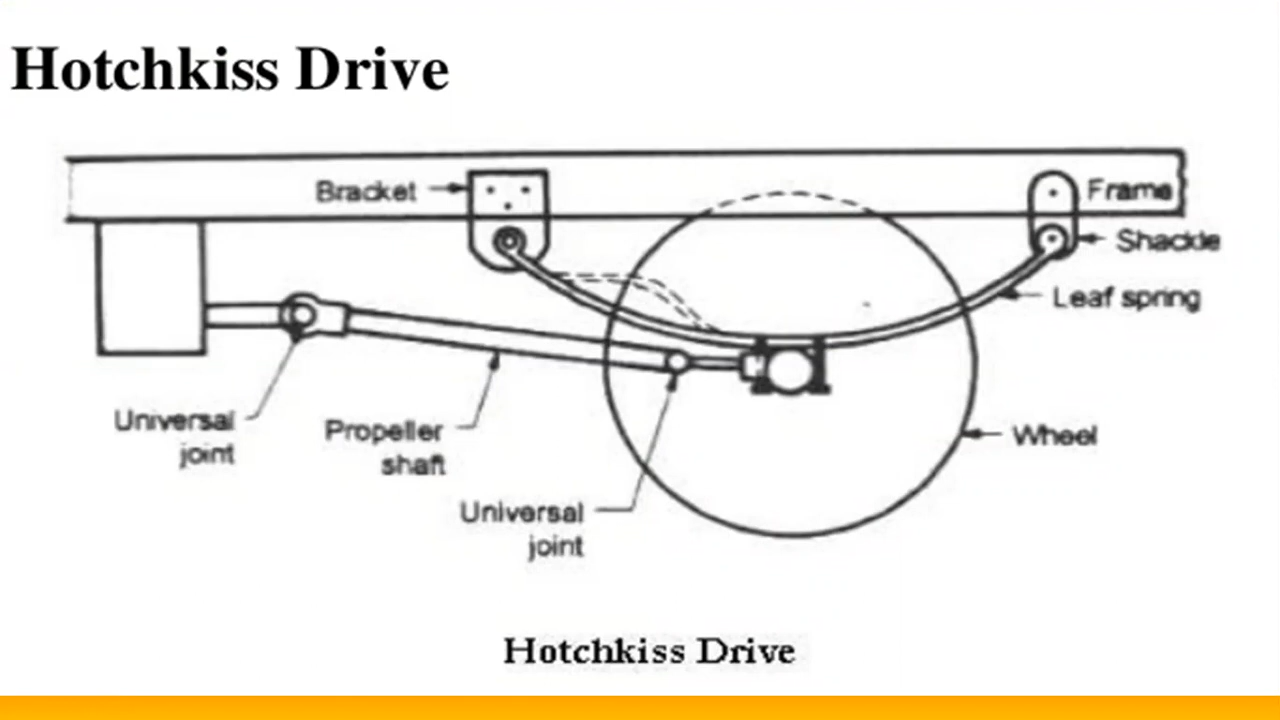 Hotchkiss Drive
Bracket
Frame
Shackle
Leaf spring
Universal
joint
Propeller
shaft
Wheel
Universal
joint
Hotchkiss Drive